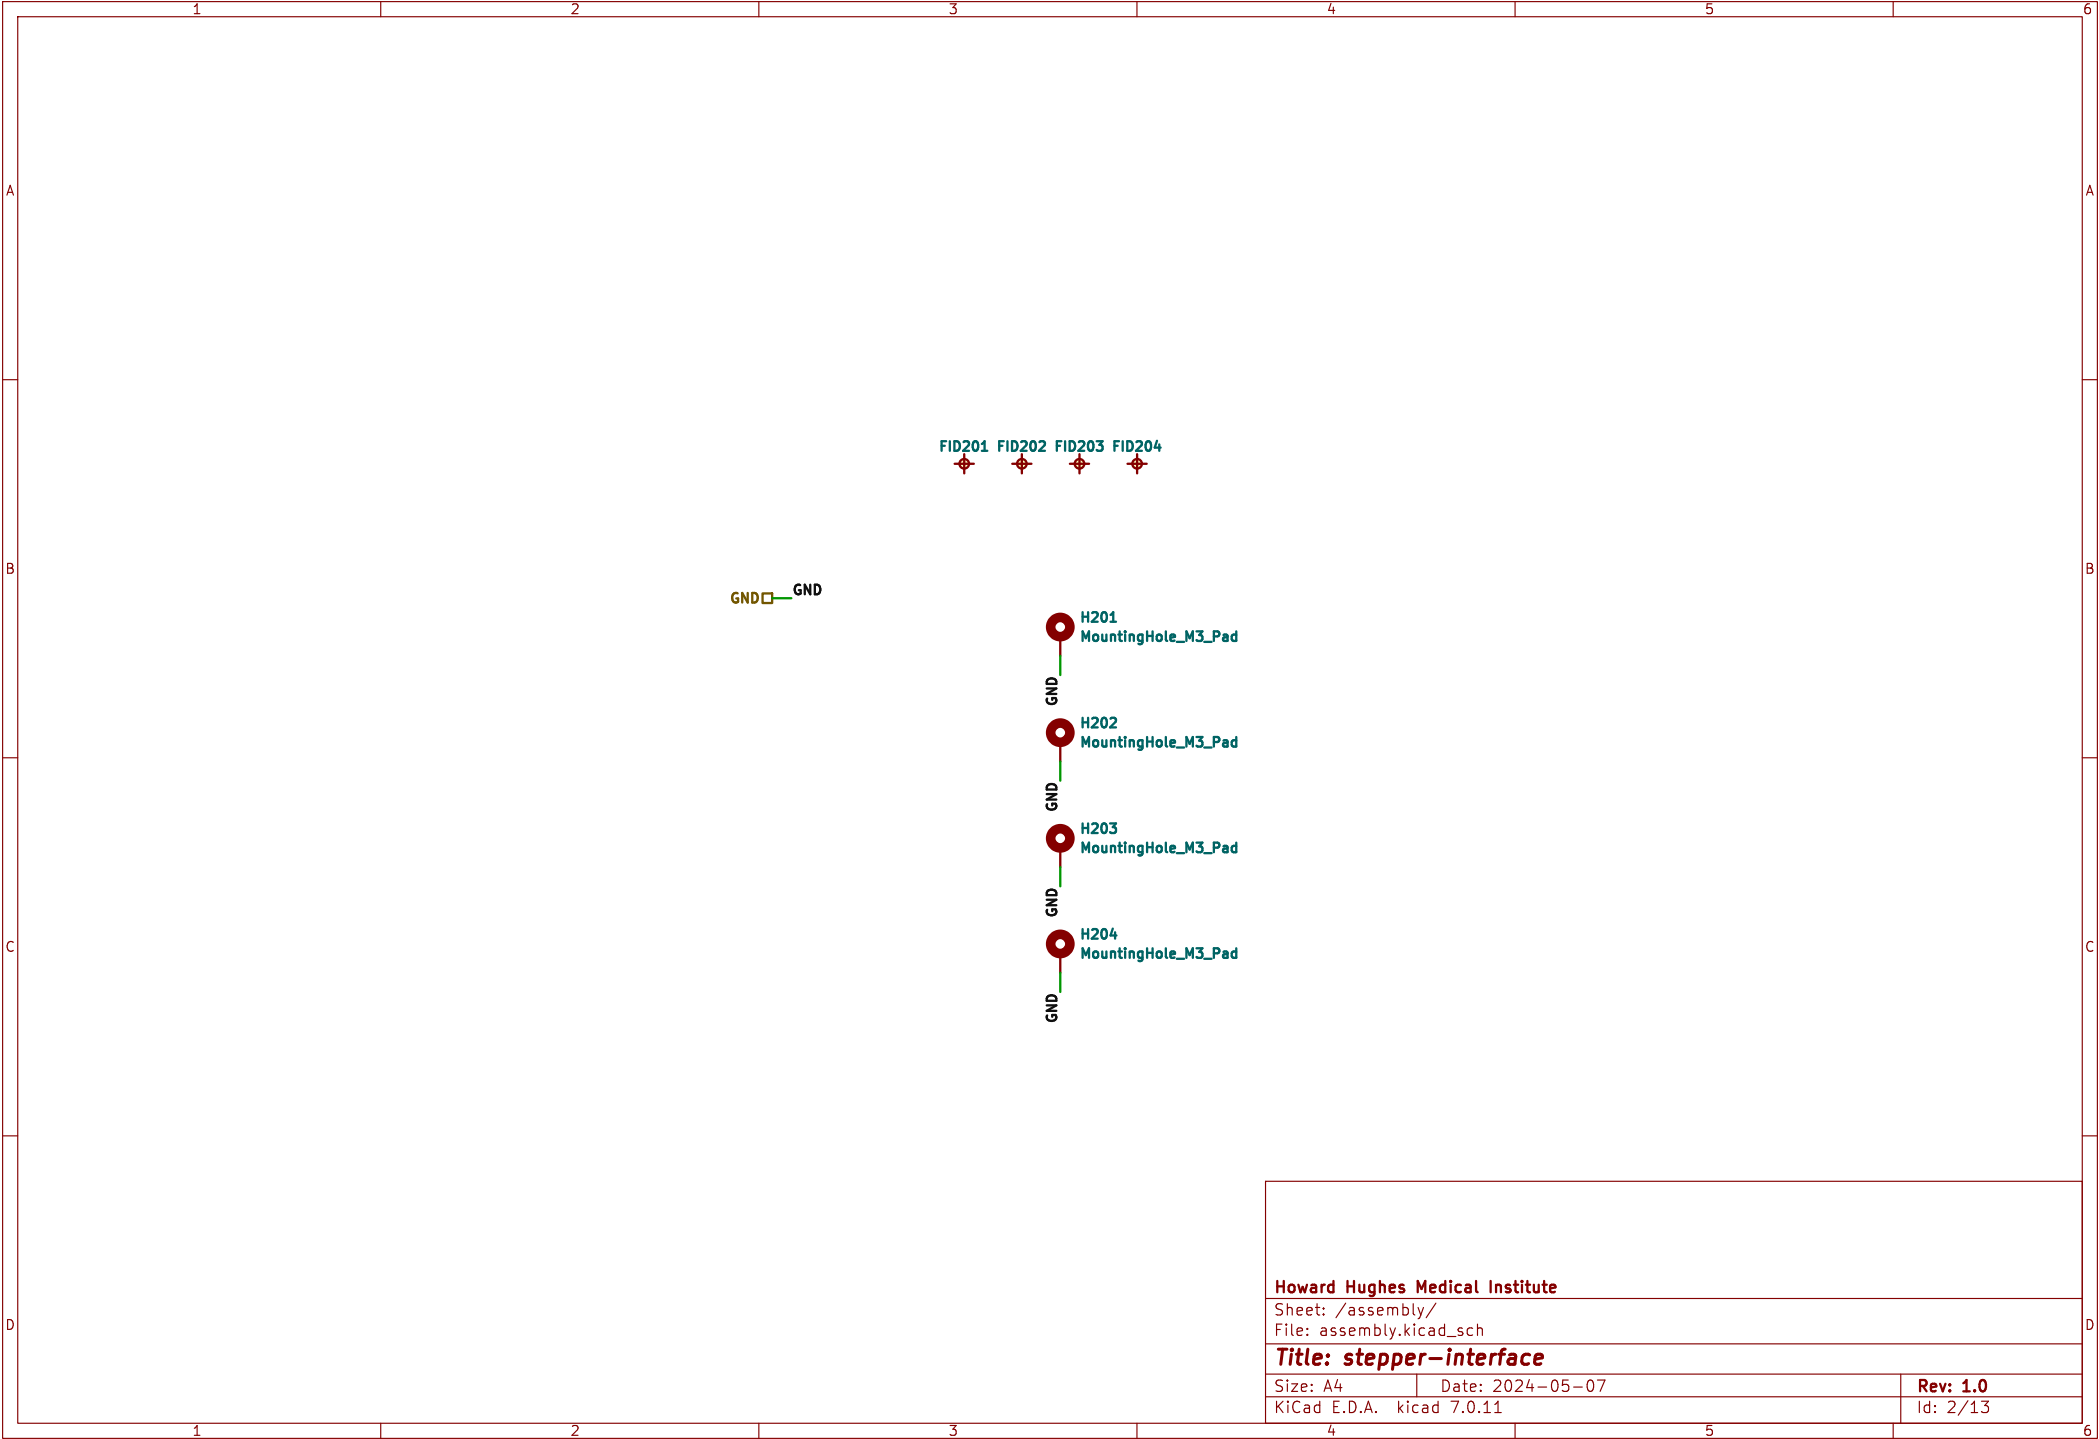 1 2 3 4 5 6
A A
FID201 FID202 FID203 FID204
B B
GND GND
H201
MountingHole_M3_Pad
GND
H202
MountingHole_M3_Pad
GND
H203
MountingHole_M3_Pad
GND
H204
MountingHole_M3_Pad
C C
GND
Howard Hughes Medical Institute
Sheet: /assembly/
File: assembly.kicad_sch
D D
Title: stepper-interface
Size: A4 Date: 2024-05-07 Rev: 1.0
KiCad E.D.A. kicad 7.0.11 Id: 2/13
1 2 3 4 5 6